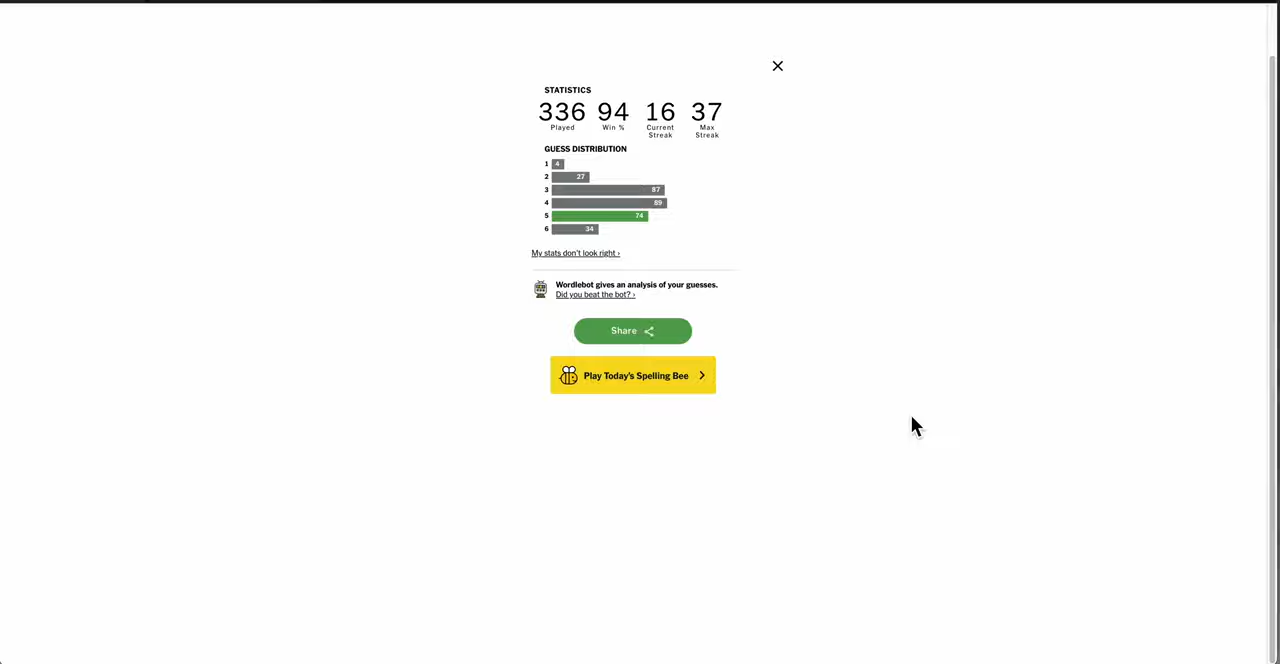 STATISTICS
336 94 16 37
Played Win % Current Streak Max Streak
GUESS DISTRIBUTION
1 4
2 27
3 87
4 89
5 74
6 34
My stats don't look right ›
Wordlebot gives an analysis of your guesses.
Did you beat the bot? ›
Share
Play Today's Spelling Bee